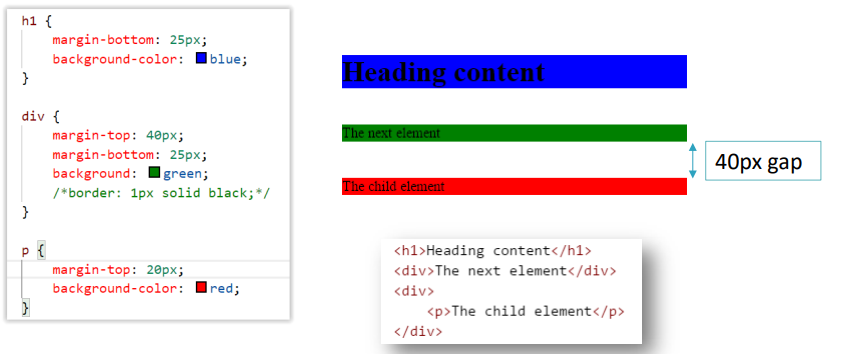 h1 {
    margin-bottom: 25px;
    background-color: blue;
}
div {
    margin-top: 40px;
    margin-bottom: 25px;
    background: green;
    /*border: 1px solid black;*/
}
p {
    margin-top: 20px;
    background-color: red;
}
Heading content
The next element
40px gap
The child element
<h1>Heading content</h1>
<div>The next element</div>
<div>
    <p>The child element</p>
</div>